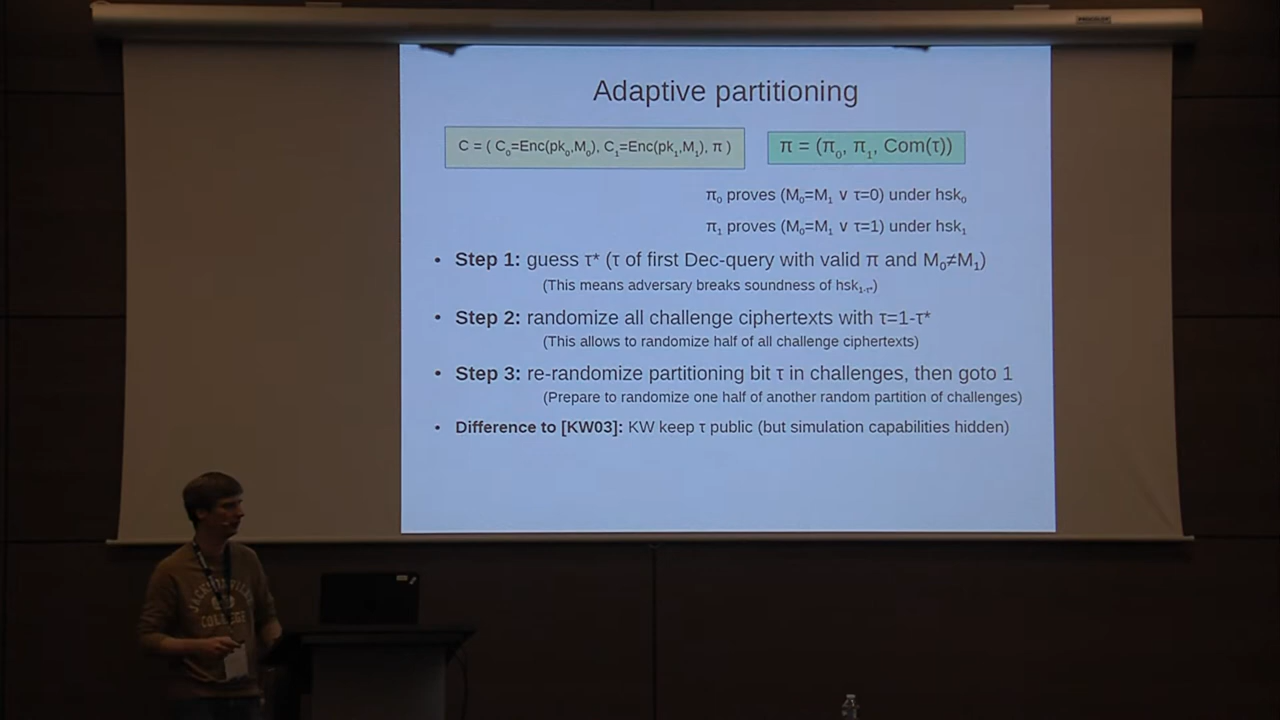 Adaptive partitioning
C = ( C₀=Enc(pk₀,M₀), C₁=Enc(pk₁,M₁), π )
π = (π₀, π₁, Com(τ))
π₀ proves (M₀=M₁ ∨ τ=0) under hsk₀
π₁ proves (M₀=M₁ ∨ τ=1) under hsk₁
• Step 1: guess τ* (τ of first Dec-query with valid π and M₀≠M₁)
(This means adversary breaks soundness of hsk₁₋τ*)
• Step 2: randomize all challenge ciphertexts with τ=1-τ*
(This allows to randomize half of all challenge ciphertexts)
• Step 3: re-randomize partitioning bit τ in challenges, then goto 1
(Prepare to randomize one half of another random partition of challenges)
• Difference to [KW03]: KW keep τ public (but simulation capabilities hidden)